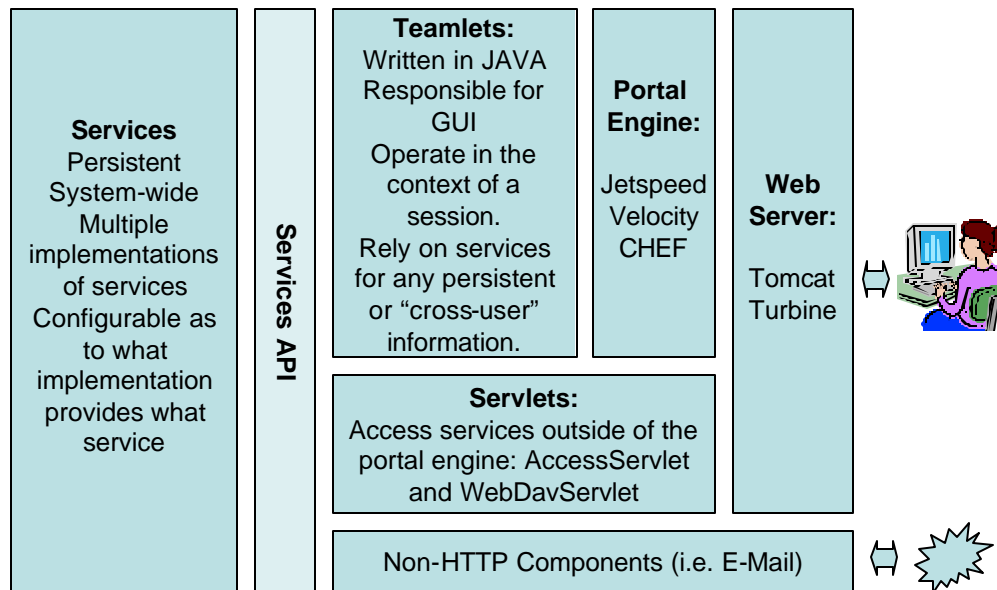 Services
Persistent
System-wide
Multiple
implementations
of services
Configurable as
to what
implementation
provides what
service
Services API
Teamlets:
Written in JAVA
Responsible for
GUI
Operate in the
context of a
session.
Rely on services
for any persistent
or “cross-user”
information.
Portal
Engine:
Jetspeed
Velocity
CHEF
Web
Server:
Tomcat
Turbine
Servlets:
Access services outside of the
portal engine: AccessServlet
and WebDavServlet
Non-HTTP Components (i.e. E-Mail)